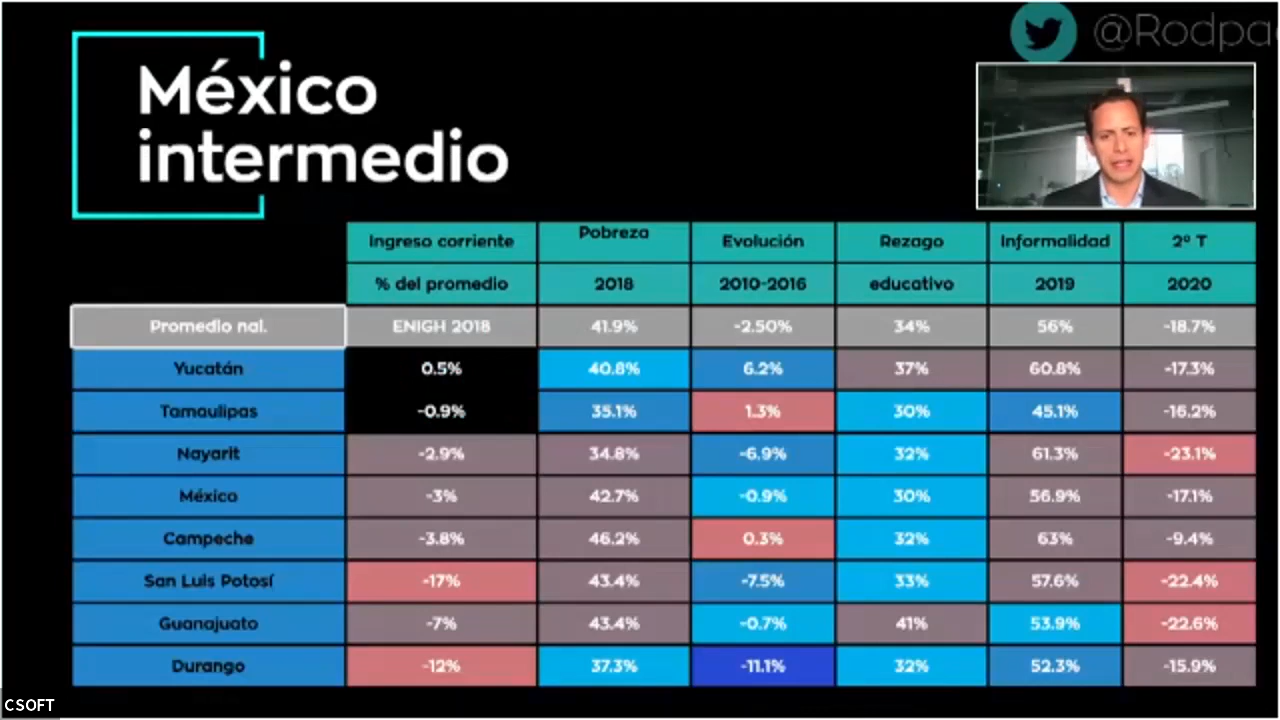 @Rodpa
México
intermedio
Ingreso corriente Pobreza Evolución Rezago Informalidad 2º T
% del promedio 2018 2010-2016 educativo 2019 2020
Promedio nal. ENIGH 2018 41.9% -2.50% 34% 56% -18.7%
Yucatán 0.5% 40.8% 6.2% 37% 60.8% -17.3%
Tamaulipas -0.9% 35.1% 1.3% 30% 45.1% -16.2%
Nayarit -2.9% 34.8% -6.9% 32% 61.3% -23.1%
México -3% 42.7% -0.9% 30% 56.9% -17.1%
Campeche -3.8% 46.2% 0.3% 32% 63% -9.4%
San Luis Potosí -17% 43.4% -7.5% 33% 57.6% -22.4%
Guanajuato -7% 43.4% -0.7% 41% 53.9% -22.6%
Durango -12% 37.3% -11.1% 32% 52.3% -15.9%
CSOFT